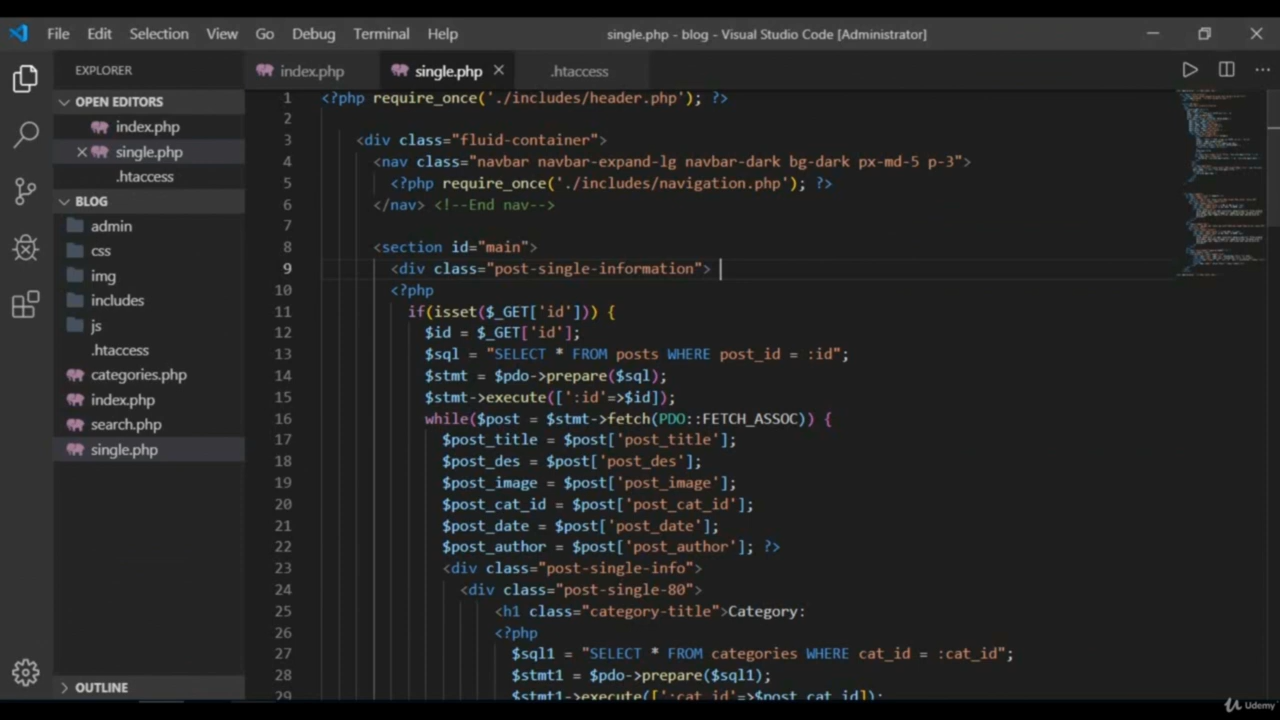 File Edit Selection View Go Debug Terminal Help single.php - blog - Visual Studio Code [Administrator]
EXPLORER
index.php single.php .htaccess
OPEN EDITORS
index.php
single.php
.htaccess
BLOG
admin
css
img
includes
js
.htaccess
categories.php
index.php
search.php
single.php
OUTLINE
1 <?php require_once('./includes/header.php'); ?>
2
3 <div class="fluid-container">
4 <nav class="navbar navbar-expand-lg navbar-dark bg-dark px-md-5 p-3">
5 <?php require_once('./includes/navigation.php'); ?>
6 </nav> <!--End nav-->
7
8 <section id="main">
9 <div class="post-single-information">
10 <?php
11 if(isset($_GET['id'])) {
12 $id = $_GET['id'];
13 $sql = "SELECT * FROM posts WHERE post_id = :id";
14 $stmt = $pdo->prepare($sql);
15 $stmt->execute([':id'=>$id]);
16 while($post = $stmt->fetch(PDO::FETCH_ASSOC)) {
17 $post_title = $post['post_title'];
18 $post_des = $post['post_des'];
19 $post_image = $post['post_image'];
20 $post_cat_id = $post['post_cat_id'];
21 $post_date = $post['post_date'];
22 $post_author = $post['post_author']; ?>
23 <div class="post-single-info">
24 <div class="post-single-80">
25 <h1 class="category-title">Category:
26 <?php
27 $sql1 = "SELECT * FROM categories WHERE cat_id = :cat_id";
28 $stmt1 = $pdo->prepare($sql1);
29 $stmt1->execute([':cat_id'=>$post_cat_id]);
Udemy